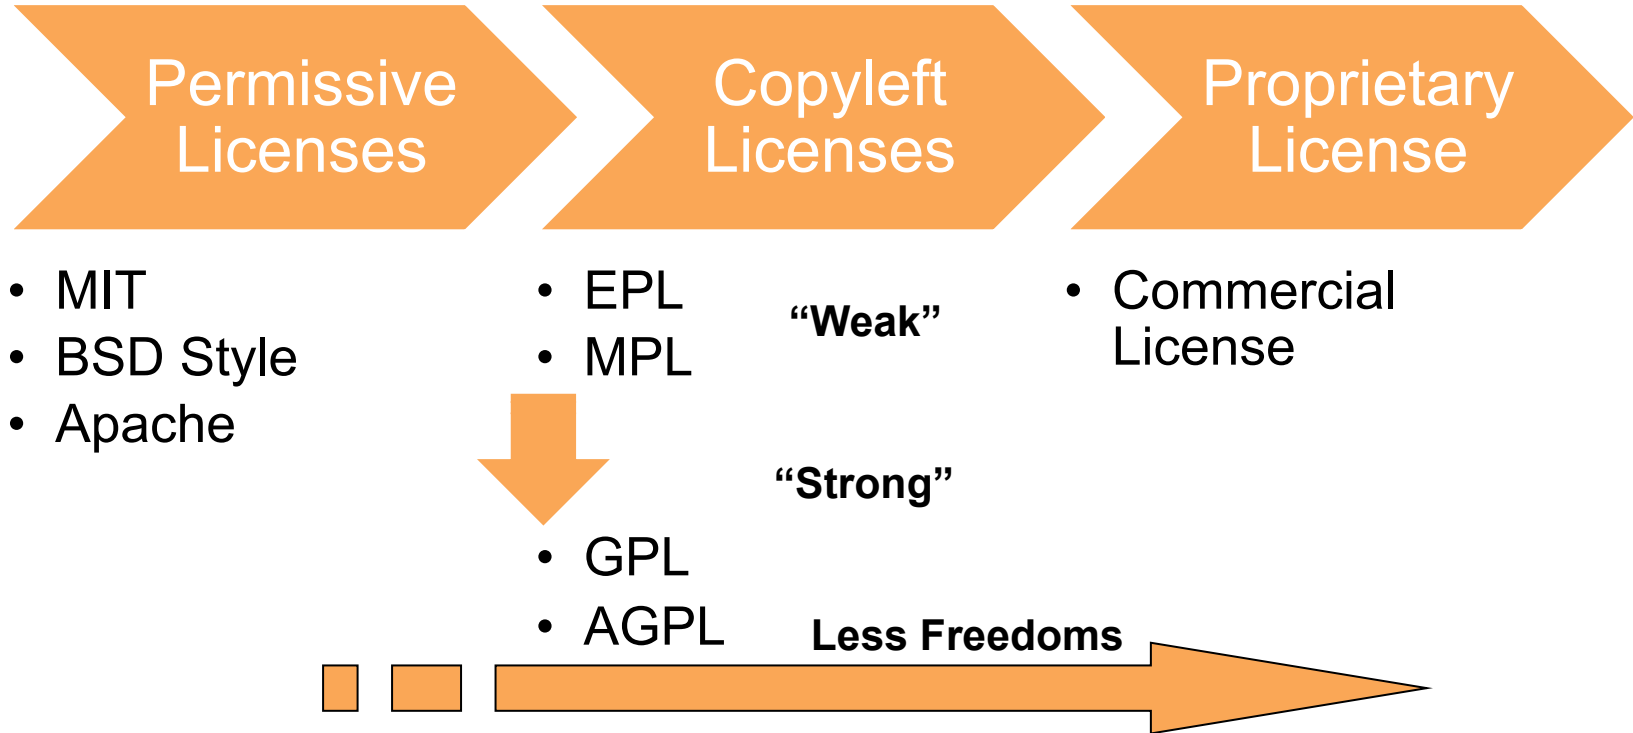 Permissive
Licenses
Copyleft
Licenses
Proprietary
License
• MIT
• BSD Style
• Apache
• EPL
• MPL
“Weak”
“Strong”
• GPL
• AGPL
• Commercial
License
Less Freedoms